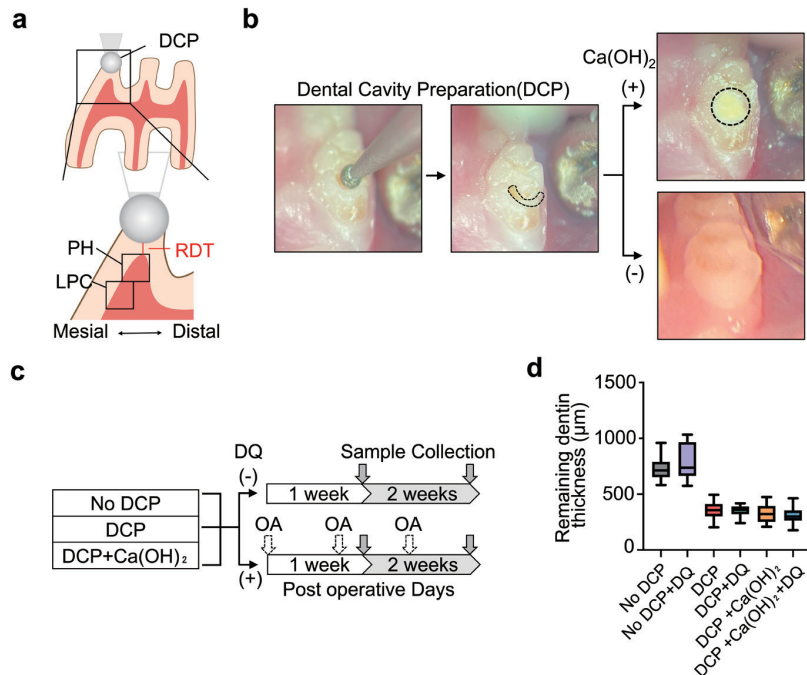 a
DCP
RDT
PH
LPC
Mesial
Distal
b
Dental Cavity Preparation(DCP)
Ca(OH)₂
(+)
(-)
c
No DCP
DCP
DCP+Ca(OH)₂
DQ
(-)
(+)
Sample Collection
1 week
2 weeks
OA
OA
OA
1 week
2 weeks
Post operative Days
d
Remaining dentin
thickness (μm)
1500
1000
500
0
No DCP
No DCP+DQ
DCP
DCP+DQ
DCP +Ca(OH)₂
DCP +Ca(OH)₂+DQ